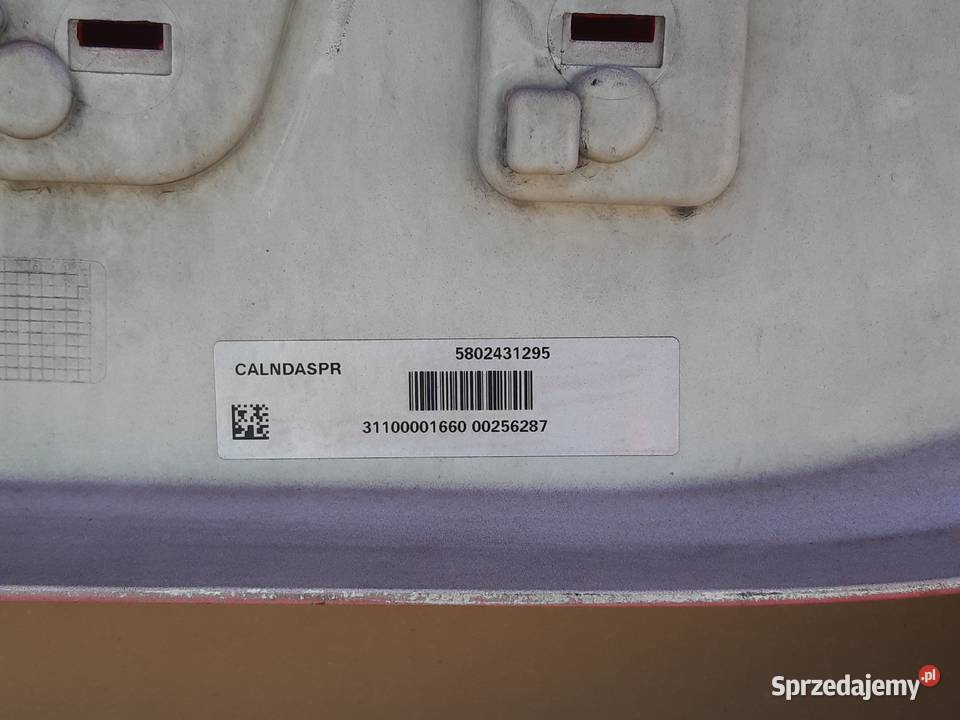 5802431295
CALNDASPR
31100001660 00256287
Sprzedajemy.pl